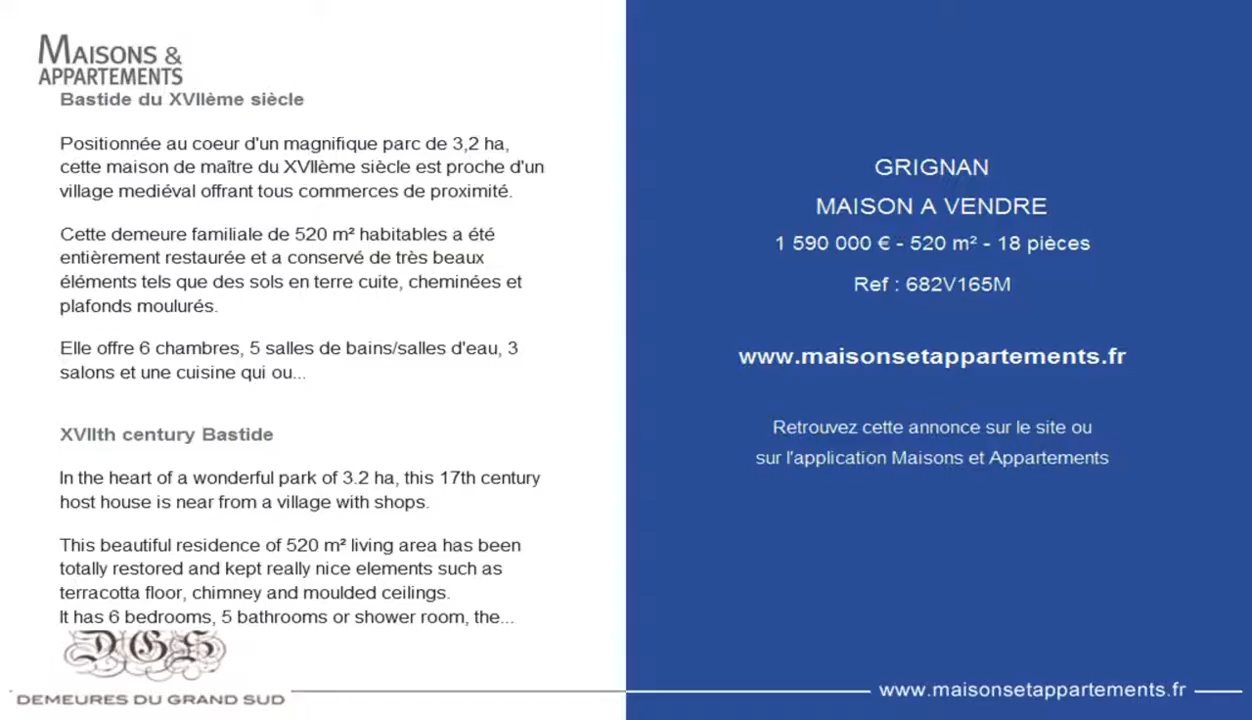 MAISONS &
APPARTEMENTS
Bastide du XVIIème siècle
Positionnée au coeur d'un magnifique parc de 3,2 ha,
cette maison de maître du XVIIème siècle est proche d'un
village mediéval offrant tous commerces de proximité.
Cette demeure familiale de 520 m² habitables a été
entièrement restaurée et a conservé de très beaux
éléments tels que des sols en terre cuite, cheminées et
plafonds moulurés.
Elle offre 6 chambres, 5 salles de bains/salles d'eau, 3
salons et une cuisine qui ou...
XVIIth century Bastide
In the heart of a wonderful park of 3.2 ha, this 17th century
host house is near from a village with shops.
This beautiful residence of 520 m² living area has been
totally restored and kept really nice elements such as
terracotta floor, chimney and moulded ceilings.
It has 6 bedrooms, 5 bathrooms or shower room, the...
DGS
DEMEURES DU GRAND SUD
GRIGNAN
MAISON A VENDRE
1 590 000 € - 520 m² - 18 pièces
Ref : 682V165M
www.maisonsetappartements.fr
Retrouvez cette annonce sur le site ou
sur l'application Maisons et Appartements
www.maisonsetappartements.fr